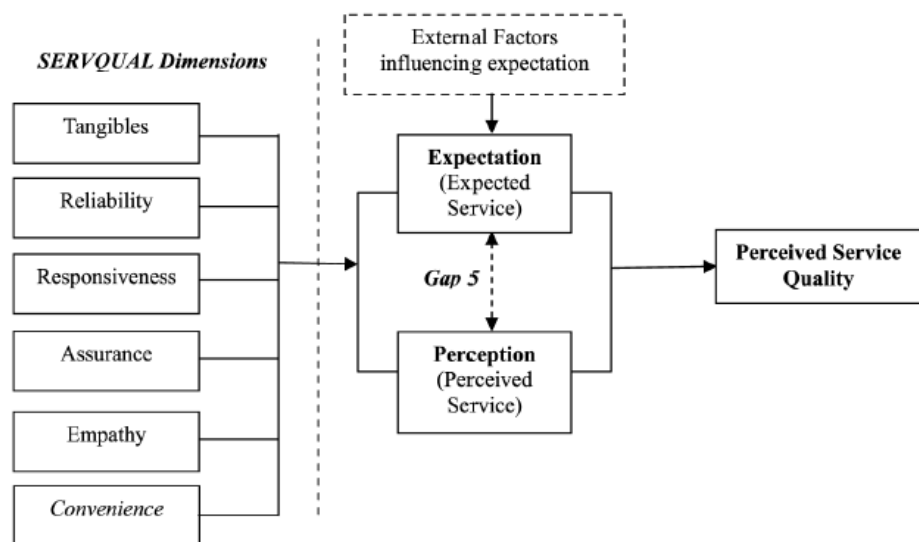 SERVQUAL Dimensions
Tangibles
Reliability
Responsiveness
Assurance
Empathy
Convenience
External Factors
influencing expectation
Expectation
(Expected
Service)
Gap 5
Perception
(Perceived
Service)
Perceived Service
Quality